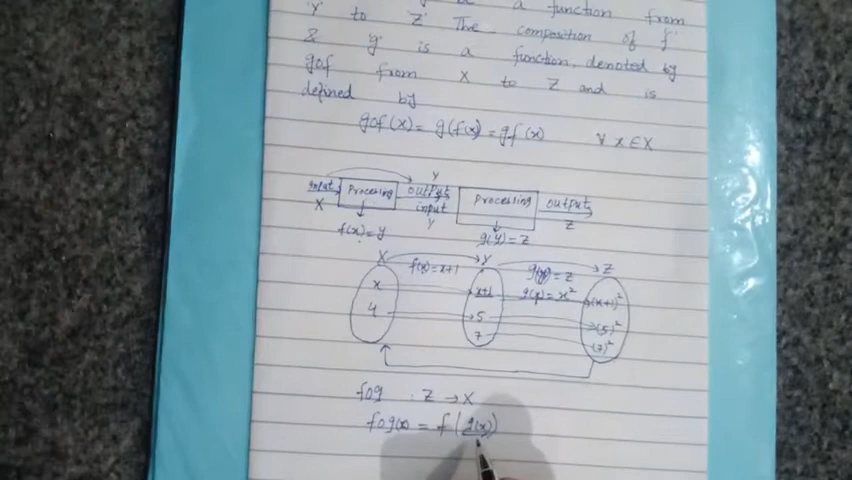 a function from
Y to Z The composition of f
& g is a function, denoted by
gof from X to Z and is
defined by
gof(x) = g(f(x)) = gf(x) ∀ x ∈ X
input Processing output Y Processing output
X input Y Z
f(x)=y g(y)=z
X f(x)=x+1 Y = z Z
x x+1 g(x)=x² (x+1)²
4 5 (5)²
7 (7)²
fog Z → X
fog(x) = f(g(x))